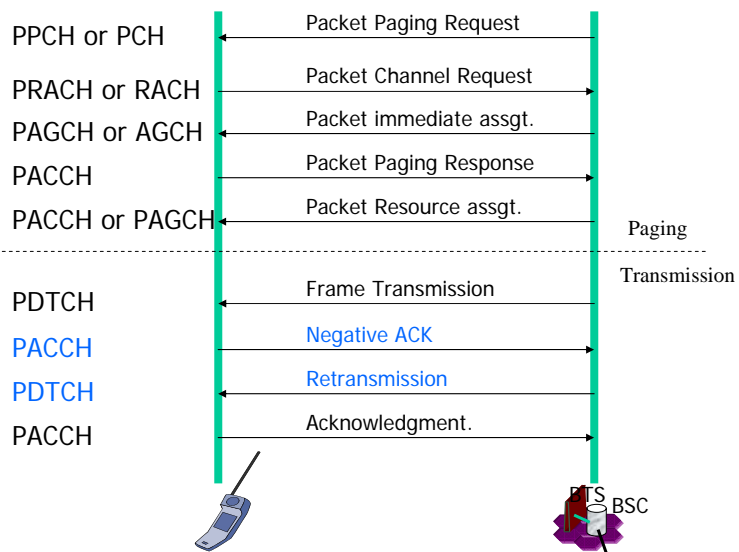 PPCH or PCH Packet Paging Request
PRACH or RACH Packet Channel Request
PAGCH or AGCH Packet immediate assgt.
PACCH Packet Paging Response
PACCH or PAGCH Packet Resource assgt.
Paging
Transmission
PDTCH Frame Transmission
PACCH Negative ACK
PDTCH Retransmission
PACCH Acknowledgment.
BTS
BSC